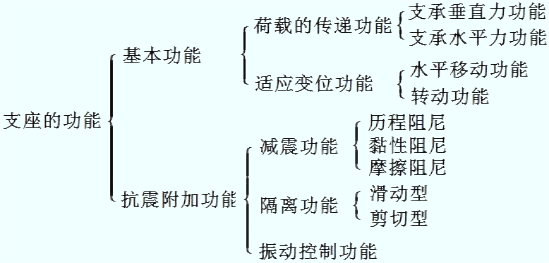 支座的功能
基本功能
荷载的传递功能
支承垂直力功能
支承水平力功能
适应变位功能
水平移动功能
转动功能
抗震附加功能
减震功能
历程阻尼
黏性阻尼
摩擦阻尼
隔离功能
滑动型
剪切型
振动控制功能